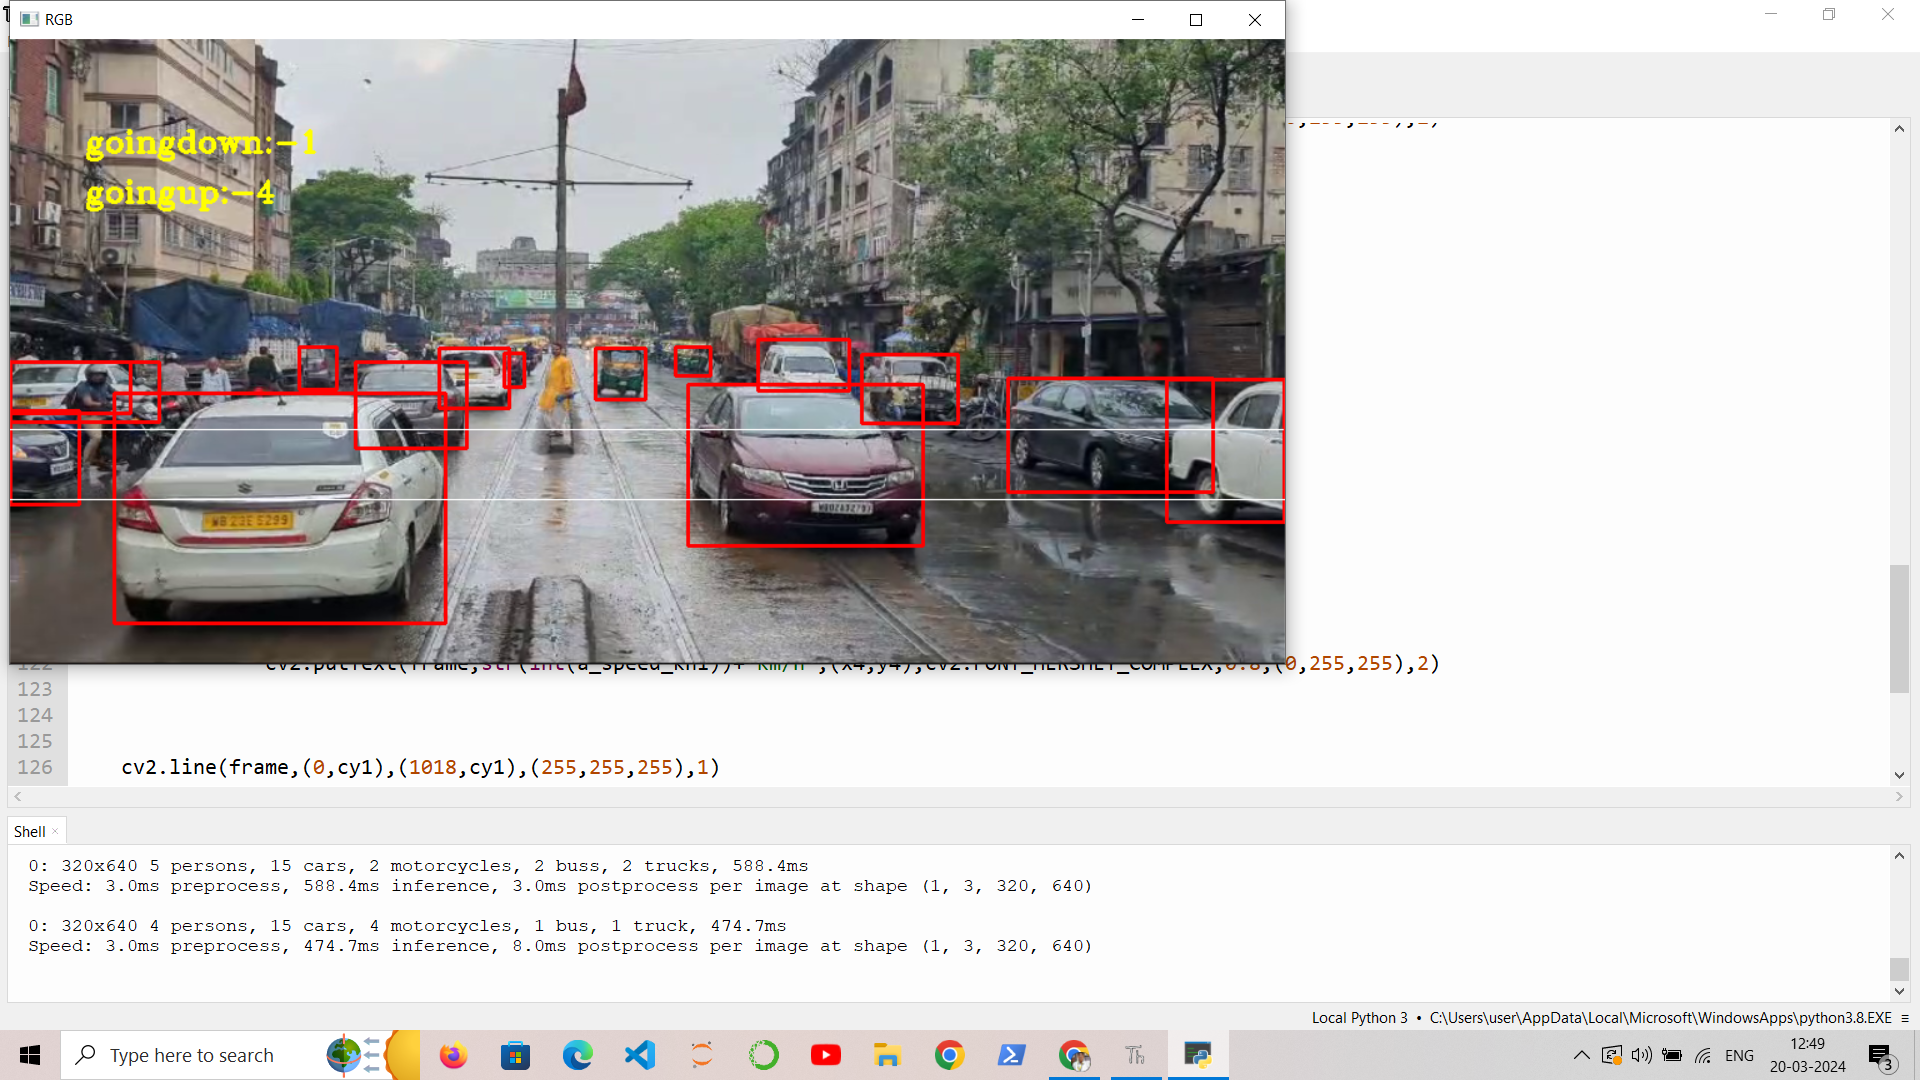 RGB
goingdown:-1
goingup:-4
WB 23E 5299
122 cv2.putText(frame,str(int(a_speed_kh1))+'Km/h',(x4,y4),cv2.FONT_HERSHEY_COMPLEX,0.8,(0,255,255),2)
123
124
125
126 cv2.line(frame,(0,cy1),(1018,cy1),(255,255,255),1)
Shell
0: 320x640 5 persons, 15 cars, 2 motorcycles, 2 buss, 2 trucks, 588.4ms
Speed: 3.0ms preprocess, 588.4ms inference, 3.0ms postprocess per image at shape (1, 3, 320, 640)
0: 320x640 4 persons, 15 cars, 4 motorcycles, 1 bus, 1 truck, 474.7ms
Speed: 3.0ms preprocess, 474.7ms inference, 8.0ms postprocess per image at shape (1, 3, 320, 640)
Local Python 3 • C:\Users\user\AppData\Local\Microsoft\WindowsApps\python3.8.EXE ≡
Type here to search
Th
ENG
12:49
20-03-2024
3